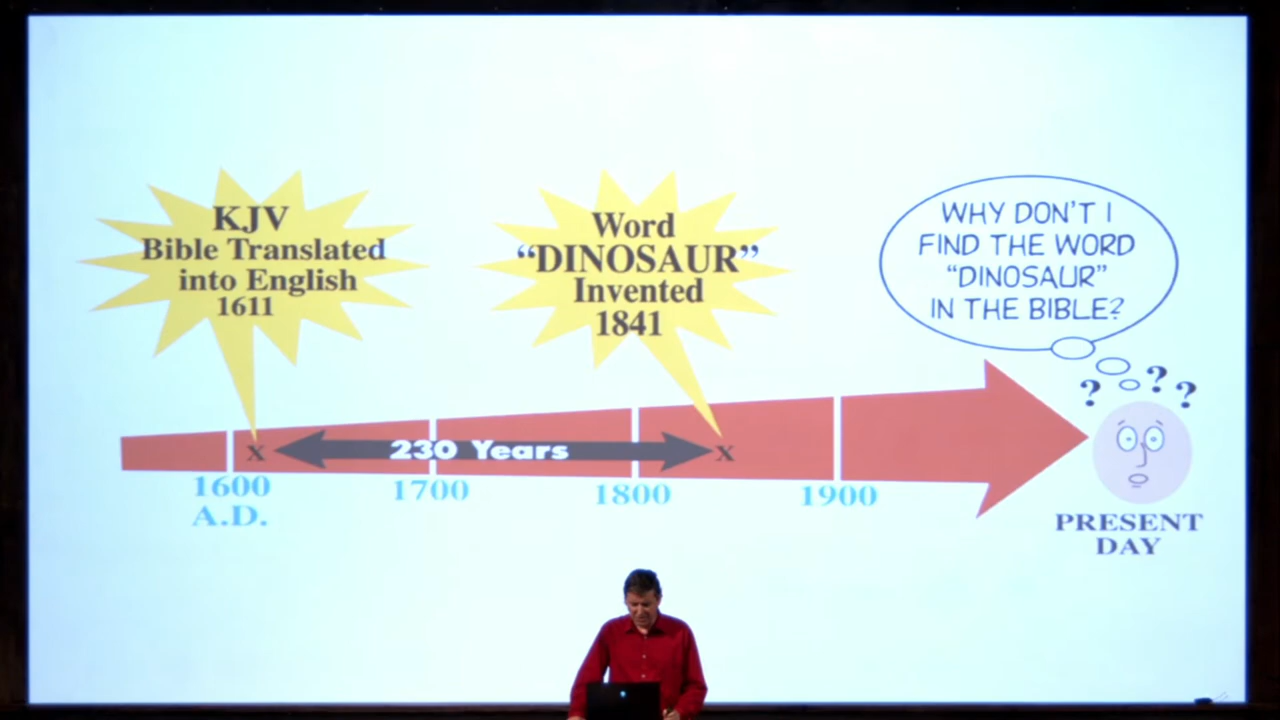 KJV
Bible Translated
into English
1611
Word
“DINOSAUR”
Invented
1841
WHY DON'T I
FIND THE WORD
“DINOSAUR”
IN THE BIBLE?
? ? ?
x 230 Years x
1600 1700 1800 1900
A.D.
PRESENT
DAY